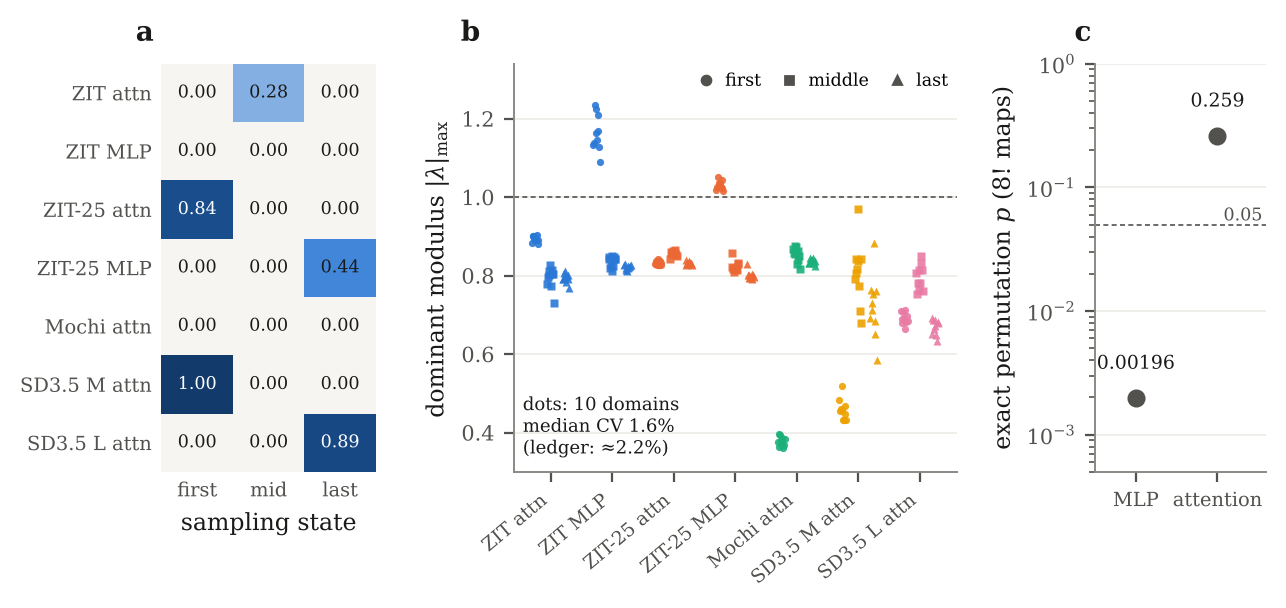 a
ZIT attn 0.00 0.28 0.00
ZIT MLP 0.00 0.00 0.00
ZIT-25 attn 0.84 0.00 0.00
ZIT-25 MLP 0.00 0.00 0.44
Mochi attn 0.00 0.00 0.00
SD3.5 M attn 1.00 0.00 0.00
SD3.5 L attn 0.00 0.00 0.89
first mid last
sampling state
b
first middle last
dominant modulus |λ|max
1.2
1.0
0.8
0.6
0.4
dots: 10 domains
median CV 1.6%
(ledger: ≈2.2%)
ZIT attn
ZIT MLP
ZIT-25 attn
ZIT-25 MLP
Mochi attn
SD3.5 M attn
SD3.5 L attn
c
exact permutation p (8! maps)
10⁰
10⁻¹
10⁻²
10⁻³
0.259
0.05
0.00196
MLP attention